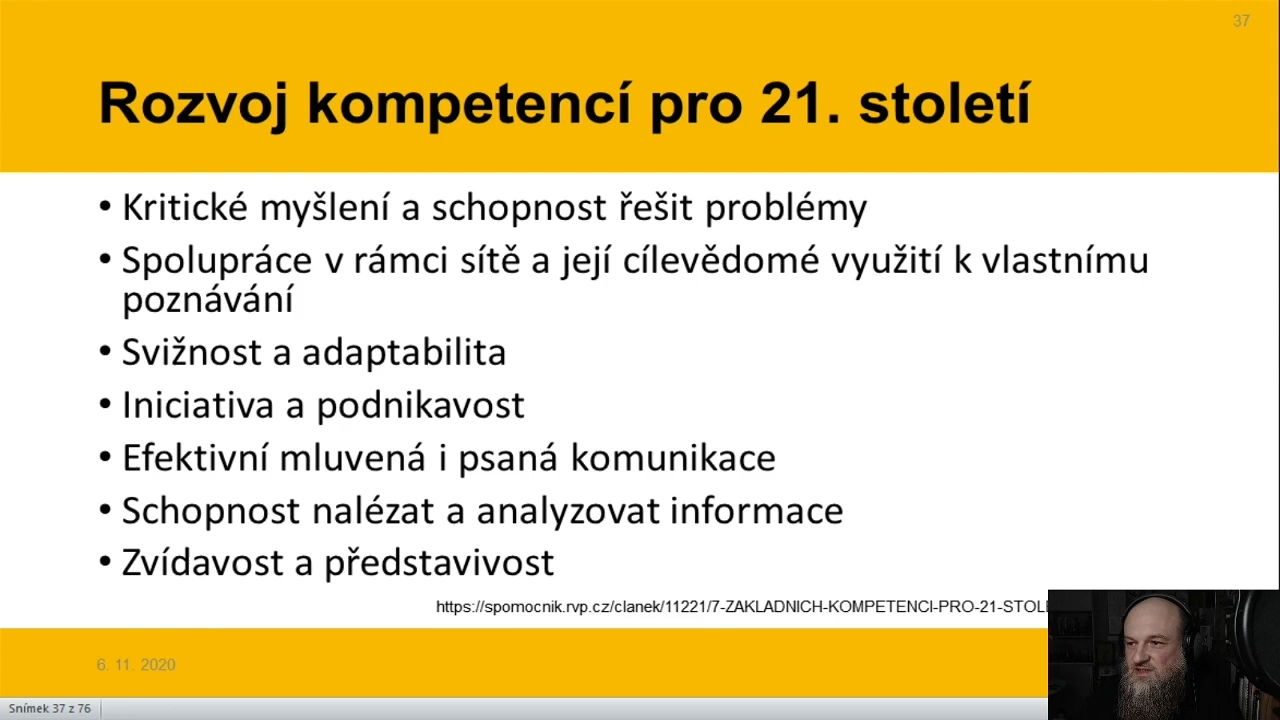 37
Rozvoj kompetencí pro 21. století
• Kritické myšlení a schopnost řešit problémy
• Spolupráce v rámci sítě a její cílevědomé využití k vlastnímu
poznávání
• Svižnost a adaptabilita
• Iniciativa a podnikavost
• Efektivní mluvená i psaná komunikace
• Schopnost nalézat a analyzovat informace
• Zvídavost a představivost
https://spomocnik.rvp.cz/clanek/11221/7-ZAKLADNICH-KOMPETENCI-PRO-21-STOL
6. 11. 2020
Snímek 37 z 76